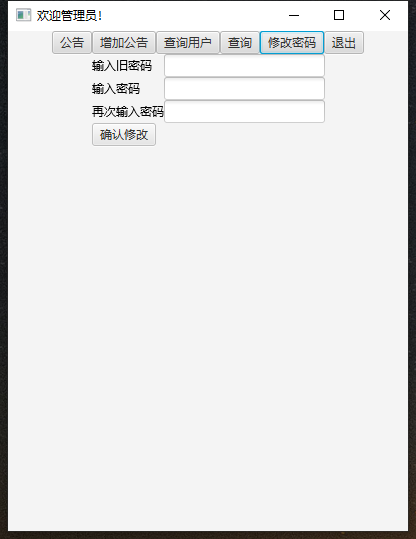 欢迎管理员！
公告 增加公告 查询用户 查询 修改密码 退出
输入旧密码
输入密码
再次输入密码
确认修改